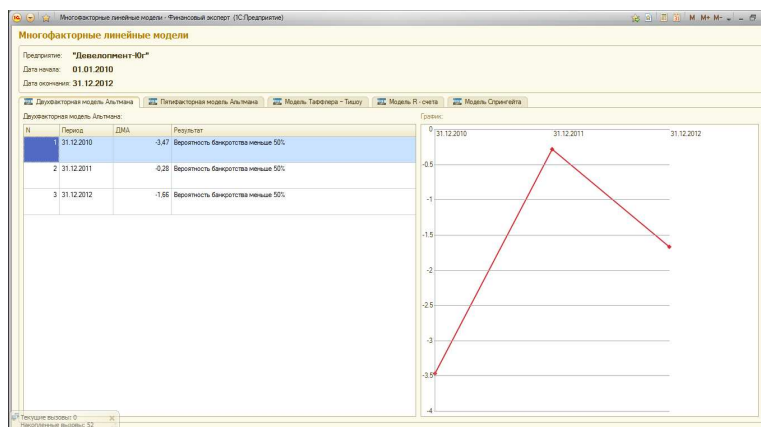 Многофакторные линейные модели - Финансовый эксперт (1С:Предприятие)
M M+ M-
Многофакторные линейные модели
Предприятие: "Девелопмент-Юг"
Дата начала: 01.01.2010
Дата окончания: 31.12.2012
Двухфакторная модель Альтмана Пятифакторная модель Альтмана Модель Таффлера – Тишоу Модель R - счета Модель Спрингейта
Двухфакторная модель Альтмана:
График:
N Период ДМА Результат
1 31.12.2010 -3,47 Вероятность банкротства меньше 50%
2 31.12.2011 -0,28 Вероятность банкротства меньше 50%
3 31.12.2012 -1,66 Вероятность банкротства меньше 50%
0 31.12.2010 31.12.2011 31.12.2012
-0.5
-1
-1.5
-2
-2.5
-3
-3.5
-4
Текущие вызовы: 0
Накопленные вызовы: 52